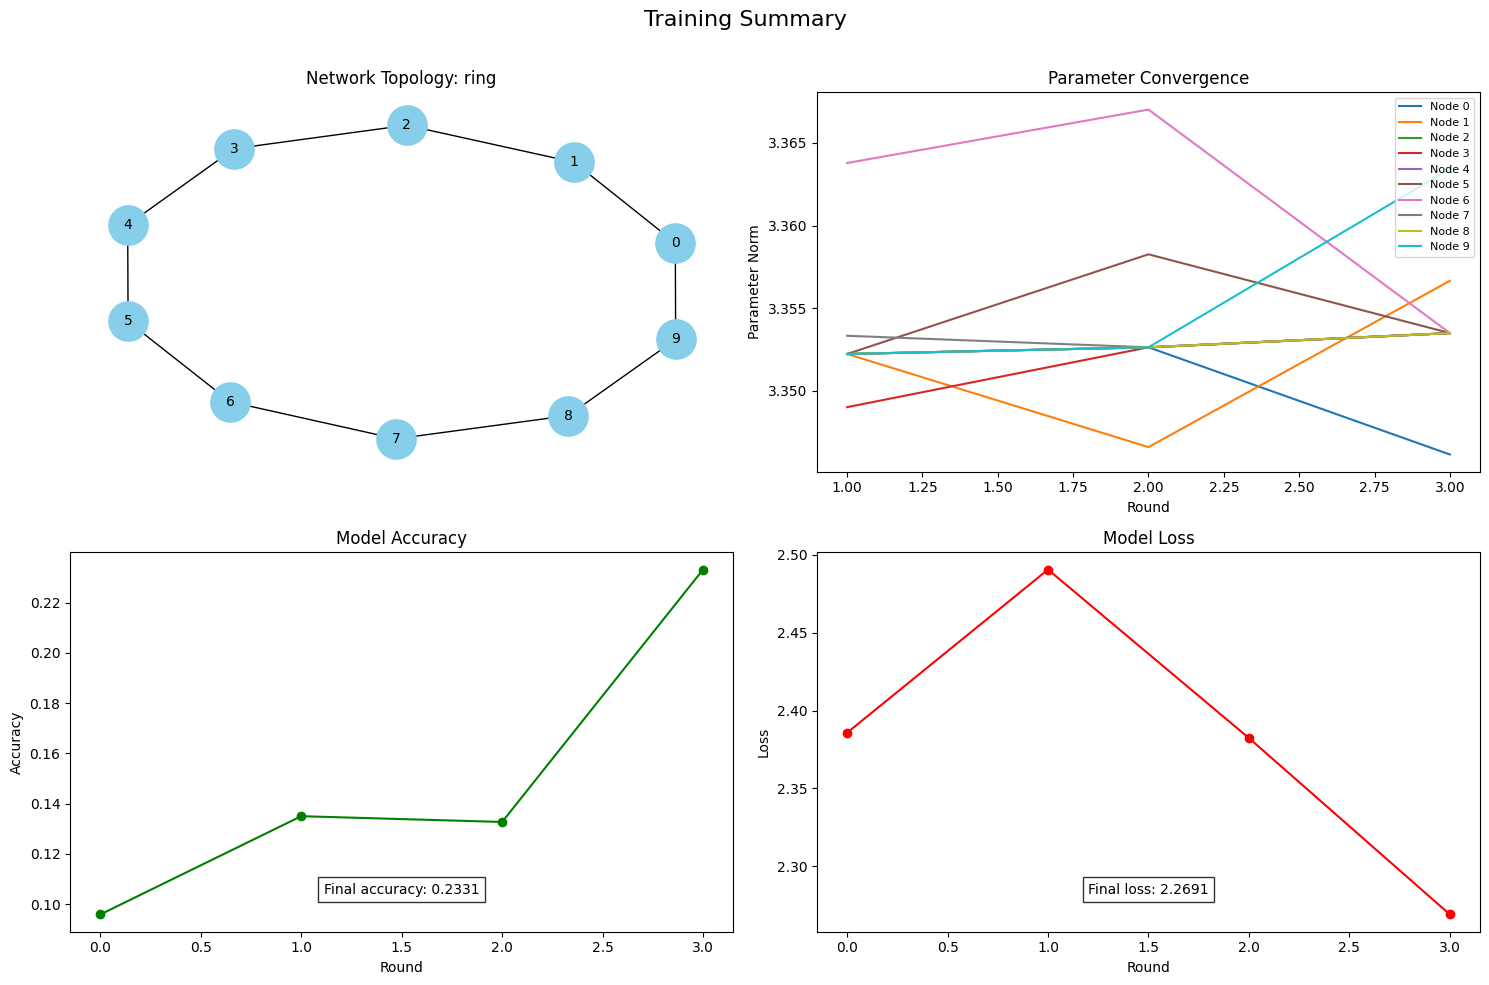 Training Summary
Network Topology: ring
2
3
1
4
0
5
9
6
8
7
Parameter Convergence
Parameter Norm
3.365
3.360
3.355
3.350
Node 0
Node 1
Node 2
Node 3
Node 4
Node 5
Node 6
Node 7
Node 8
Node 9
1.00 1.25 1.50 1.75 2.00 2.25 2.50 2.75 3.00
Round
Model Accuracy
Accuracy
0.22
0.20
0.18
0.16
0.14
0.12
0.10
Final accuracy: 0.2331
0.0 0.5 1.0 1.5 2.0 2.5 3.0
Round
Model Loss
Loss
2.50
2.45
2.40
2.35
2.30
Final loss: 2.2691
0.0 0.5 1.0 1.5 2.0 2.5 3.0
Round